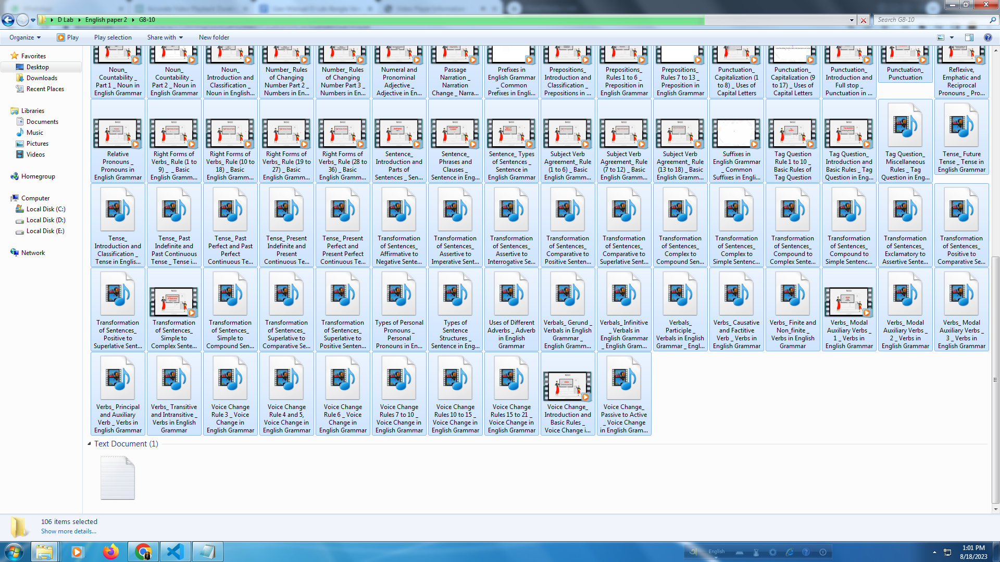 D Lab
English paper 2
G8-10
Search G8-10
Organize
Play
Play selection
Share with
New folder
Favorites
Desktop
Downloads
Recent Places
Libraries
Documents
Music
Pictures
Videos
Homegroup
Computer
Local Disk (C:)
Local Disk (D:)
Local Disk (E:)
Network
Noun_
Countability _
Part 1 _ Noun in
English Grammar
Noun_
Countability _
Part 2 _ Noun in
English Grammar
Noun_
Introduction and
Classification _
Noun in English...
Number_ Rules
of Changing
Number Part 2 _
Numbers in En...
Number_ Rules
of Changing
Number Part 3 _
Numbers in En...
Numeral and
Pronominal
Adjective _
Adjective in En...
Passage
Narration _
Narration
Change _ Narra...
Prefixes in
English Grammar
_ Common
Prefixes in Engli...
Prepositions_
Introduction and
Classification _
Prepositions in ...
Prepositions_
Rules 1 to 6 _
Preposition in
English Grammar
Prepositions_
Rules 7 to 13 _
Preposition in
English Grammar
Punctuation_
Capitalization (1
to 8) _ Uses of
Capital Letters
Punctuation_
Capitalization (9
to 17) _ Uses of
Capital Letters
Punctuation_
Introduction and
Full stop _
Punctuation in ...
Punctuation_
Punctuation
Reflexive,
Emphatic and
Reciprocal
Pronouns _ Pro...
Relative
Pronouns _
Pronouns in
English Grammar
Right Forms of
Verbs_ Rule (1 to
9) _ _ Basic
English Gramm...
Right Forms of
Verbs_ Rule (10 to
18) _ Basic
English Gramm...
Right Forms of
Verbs_ Rule (19 to
27) _ Basic
English Gramm...
Right Forms of
Verbs_ Rule (28 to
36) _ Basic
English Gramm...
Sentence_
Introduction and
Parts of
Sentences _ Sen...
Sentence_
Phrases and
Clauses _
Sentence in Eng...
Sentence_ Types
of Sentences _
Sentence in
English Grammar
Subject Verb
Agreement_ Rule
(1 to 6) _ Basic
English Gramm...
Subject Verb
Agreement_ Rule
(7 to 12) _ Basic
English Gramm...
Subject Verb
Agreement_ Rule
(13 to 18) _ Basic
English Gramm...
Suffixes in
English Grammar
_ Common
Suffixes in Engli...
Tag Question
Rule 1 to 10 _
Basic Rules of
Tag Question
Tag Question_
Introduction and
Basic Rules _ Tag
Question in Eng...
Tag Question_
Miscellaneous
Rules _ Tag
Question in Eng...
Tense_ Future
Tense _ Tense in
English Grammar
Tense_
Introduction and
Classification _
Tense in Englis...
Tense_ Past
Indefinite and
Past Continuous
Tense _ Tense i...
Tense_ Past
Perfect and Past
Perfect
Continuous Te...
Tense_ Present
Indefinite and
Present
Continuous Te...
Tense_ Present
Perfect and
Present Perfect
Continuous Te...
Transformation
of Sentences_
Affirmative to
Negative Sente...
Transformation
of Sentences_
Assertive to
Imperative Sen...
Transformation
of Sentences_
Assertive to
Interrogative Se...
Transformation
of Sentences_
Comparative to
Positive Senten...
Transformation
of Sentences_
Comparative to
Superlative Sent...
Transformation
of Sentences_
Complex to
Compound Sen...
Transformation
of Sentences_
Complex to
Simple Sentenc...
Transformation
of Sentences_
Compound to
Complex Sente...
Transformation
of Sentences_
Compound to
Simple Sentenc...
Transformation
of Sentences_
Exclamatory to
Assertive Sente...
Transformation
of Sentences_
Positive to
Comparative Se...
Transformation
of Sentences_
Positive to
Superlative Sent...
Transformation
of Sentences_
Simple to
Complex Sente...
Transformation
of Sentences_
Simple to
Compound Sen...
Transformation
of Sentences_
Superlative to
Comparative Se...
Transformation
of Sentences_
Superlative to
Positive Senten...
Types of Personal
Pronouns _
Personal
Pronouns in En...
Types of
Sentence
Structures _
Sentence in Eng...
Uses of Different
Adverbs _ Adverb
in English
Grammar
Verbals_ Gerund _
Verbals in English
Grammar _
English Gramm...
Verbals_ Infinitive
_ Verbals in
English Grammar
_ English Gram...
Verbals_
Participle _
Verbals in English
Grammar _ Engl...
Verbs_ Causative
and Factitive
Verb _ Verbs in
English Grammar
Verbs_ Finite and
Non_finite _
Verbs in English
Grammar
Verbs_ Modal
Auxiliary Verbs _
1 _ Verbs in
English Grammar
Verbs_ Modal
Auxiliary Verbs _
2 _ Verbs in
English Grammar
Verbs_ Modal
Auxiliary Verbs _
3 _ Verbs in
English Grammar
Verbs_ Principal
and Auxiliary
Verb _ Verbs in
English Grammar
Verbs_ Transitive
and Intransitive _
Verbs in English
Grammar
Voice Change
Rule 3 _ Voice
Change in
English Grammar
Voice Change
Rule 4 and 5,
Voice Change in
English Grammar
Voice Change
Rule 6 _ Voice
Change in
English Grammar
Voice Change
Rules 7 to 10 _
Voice Change in
English Grammar
Voice Change
Rules 10 to 15 _
Voice Change in
English Grammar
Voice Change
Rules 15 to 21 _
Voice Change in
English Grammar
Voice Change_
Introduction and
Basic Rules _
Voice Change i...
Voice Change_
Passive to Active
_ Voice Change
in English Gram...
Text Document (1)
106 items selected
Show more details...
English
1:01 PM
8/18/2023